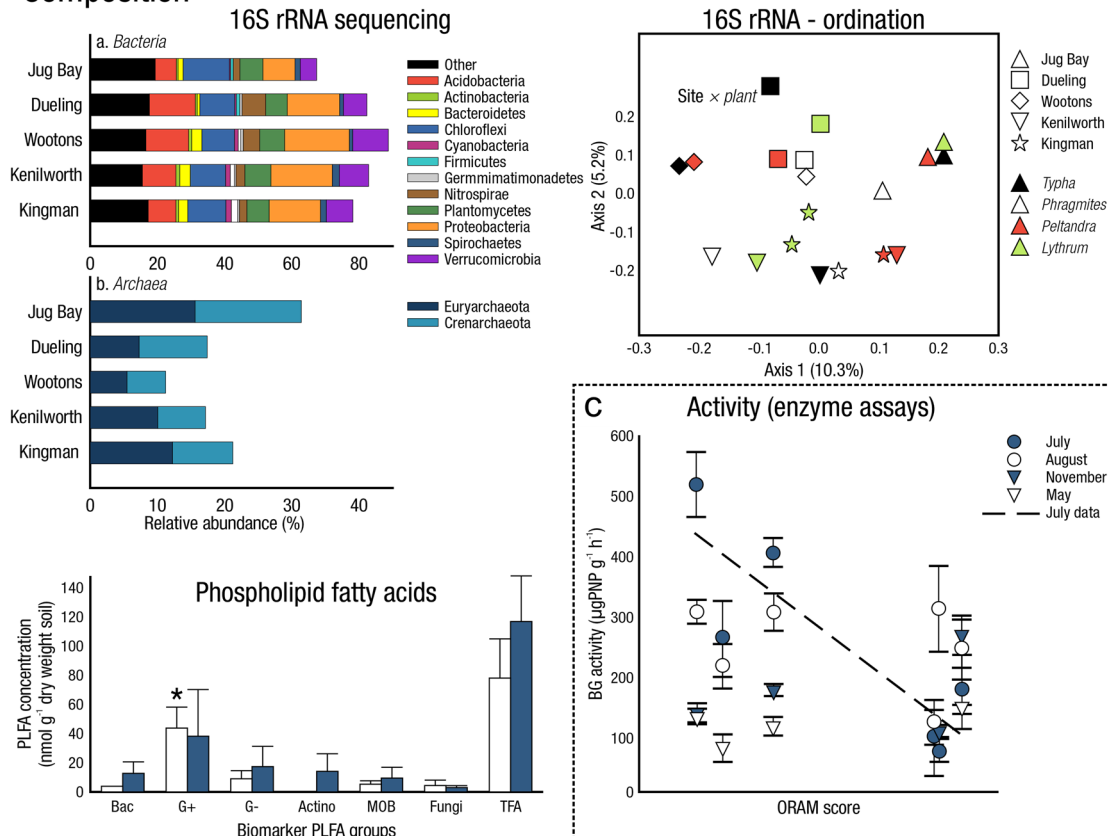 composition
16S rRNA sequencing
a. Bacteria
Jug Bay
Dueling
Wootons
Kenilworth
Kingman
0 20 40 60 80
Other
Acidobacteria
Actinobacteria
Bacteroidetes
Chloroflexi
Cyanobacteria
Firmicutes
Germmimatimonadetes
Nitrospirae
Plantomycetes
Proteobacteria
Spirochaetes
Verrucomicrobia
b. Archaea
Jug Bay
Dueling
Wootons
Kenilworth
Kingman
0 10 20 30 40
Relative abundance (%)
Euryarchaeota
Crenarchaeota
16S rRNA - ordination
Site × plant
Axis 2 (5.2%)
0.2
0.1
0.0
-0.1
-0.2
-0.3 -0.2 -0.1 0.0 0.1 0.2 0.3
Axis 1 (10.3%)
Jug Bay
Dueling
Wootons
Kenilworth
Kingman
Typha
Phragmites
Peltandra
Lythrum
Phospholipid fatty acids
PLFA concentration
(nmol g⁻¹ dry weight soil)
140
120
100
80
60
40
20
0
*
Bac G+ G- Actino MOB Fungi TFA
Biomarker PLFA groups
C Activity (enzyme assays)
BG activity (µgPNP g⁻¹ h⁻¹)
600
500
400
300
200
100
0
ORAM score
July
August
November
May
July data